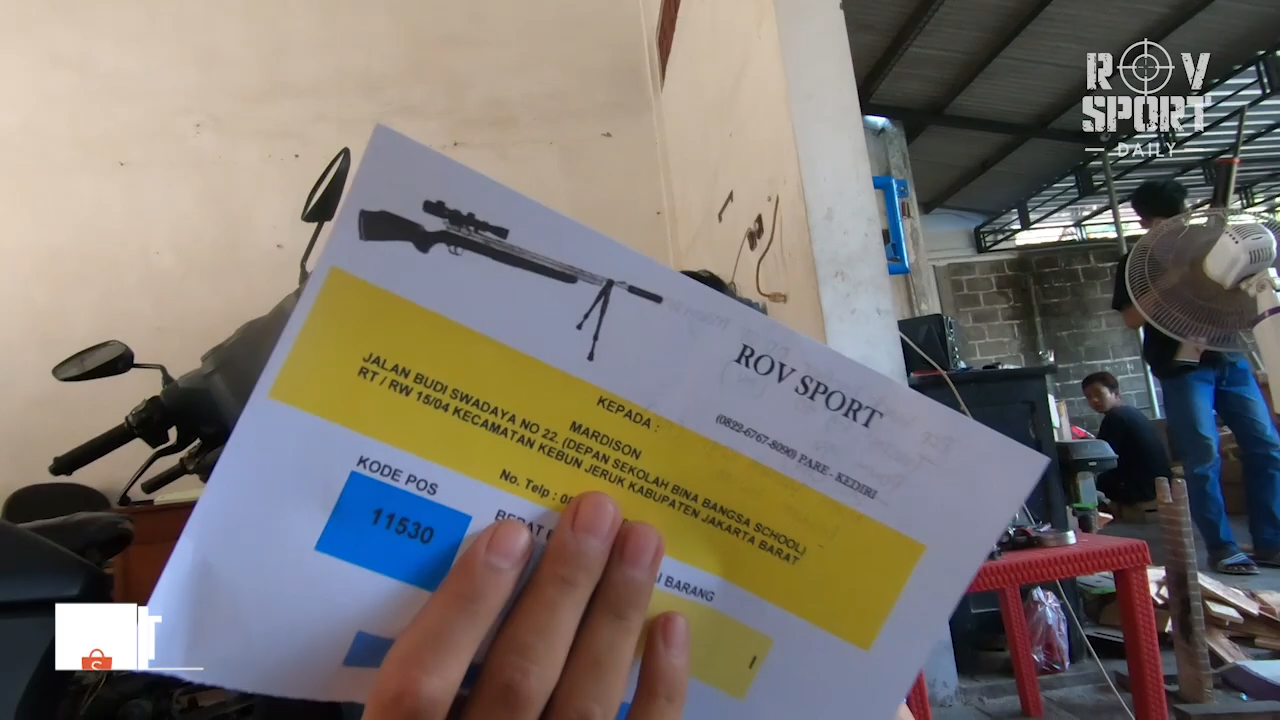 ROV
SPORT
DAILY
ROV SPORT
(0822-6767-8090) PARE - KEDIRI
KEPADA :
MARDISON
JALAN BUDI SWADAYA NO 22. (DEPAN SEKOLAH BINA BANGSA SCHOOL)
RT / RW 15/04 KECAMATAN KEBUN JERUK KABUPATEN JAKARTA BARAT
No. Telp :
KODE POS
11530
BERAT
BARANG